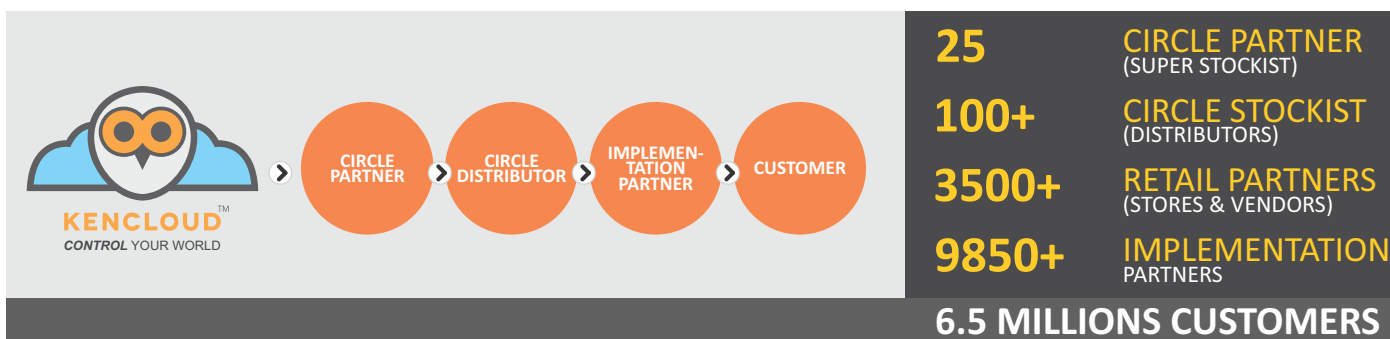 KENCLOUD™
CONTROL YOUR WORLD
CIRCLE
PARTNER
CIRCLE
DISTRIBUTOR
IMPLEMEN-
TATION
PARTNER
CUSTOMER
25 CIRCLE PARTNER
(SUPER STOCKIST)
100+ CIRCLE STOCKIST
(DISTRIBUTORS)
3500+ RETAIL PARTNERS
(STORES & VENDORS)
9850+ IMPLEMENTATION
PARTNERS
6.5 MILLIONS CUSTOMERS